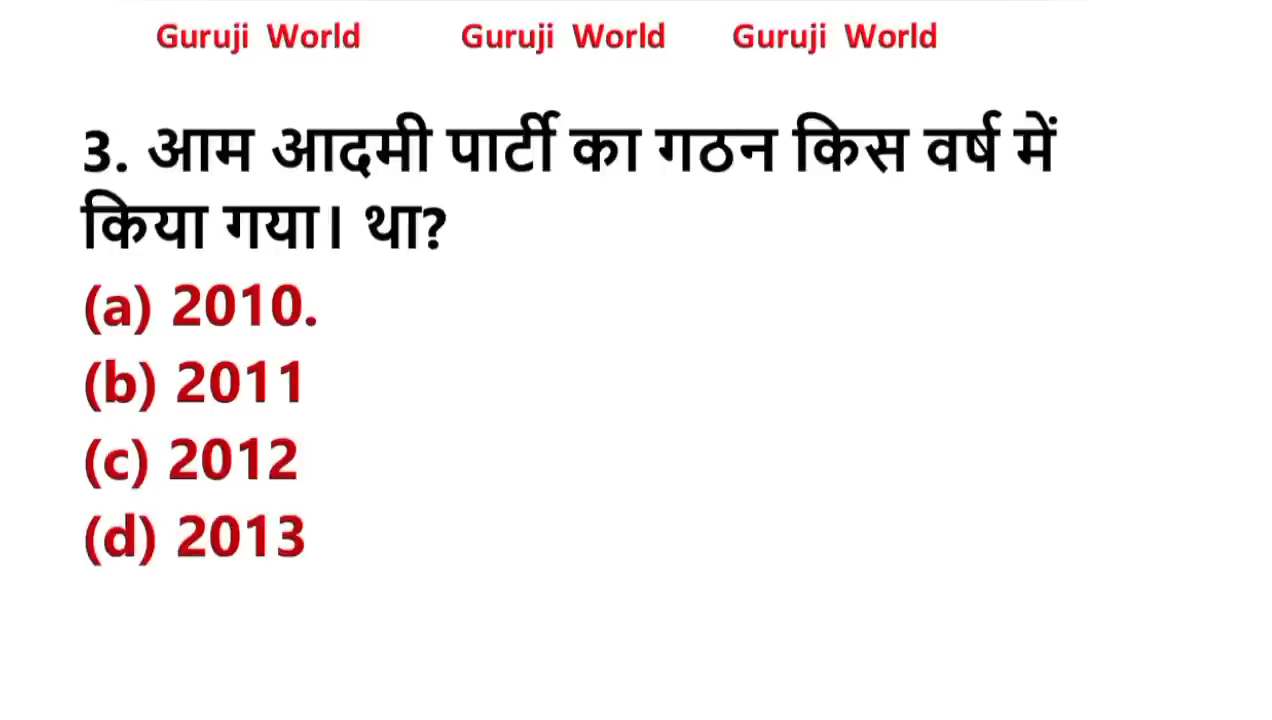 Guruji World Guruji World Guruji World
3. आम आदमी पार्टी का गठन किस वर्ष में
किया गया। था?
(a) 2010.
(b) 2011
(c) 2012
(d) 2013